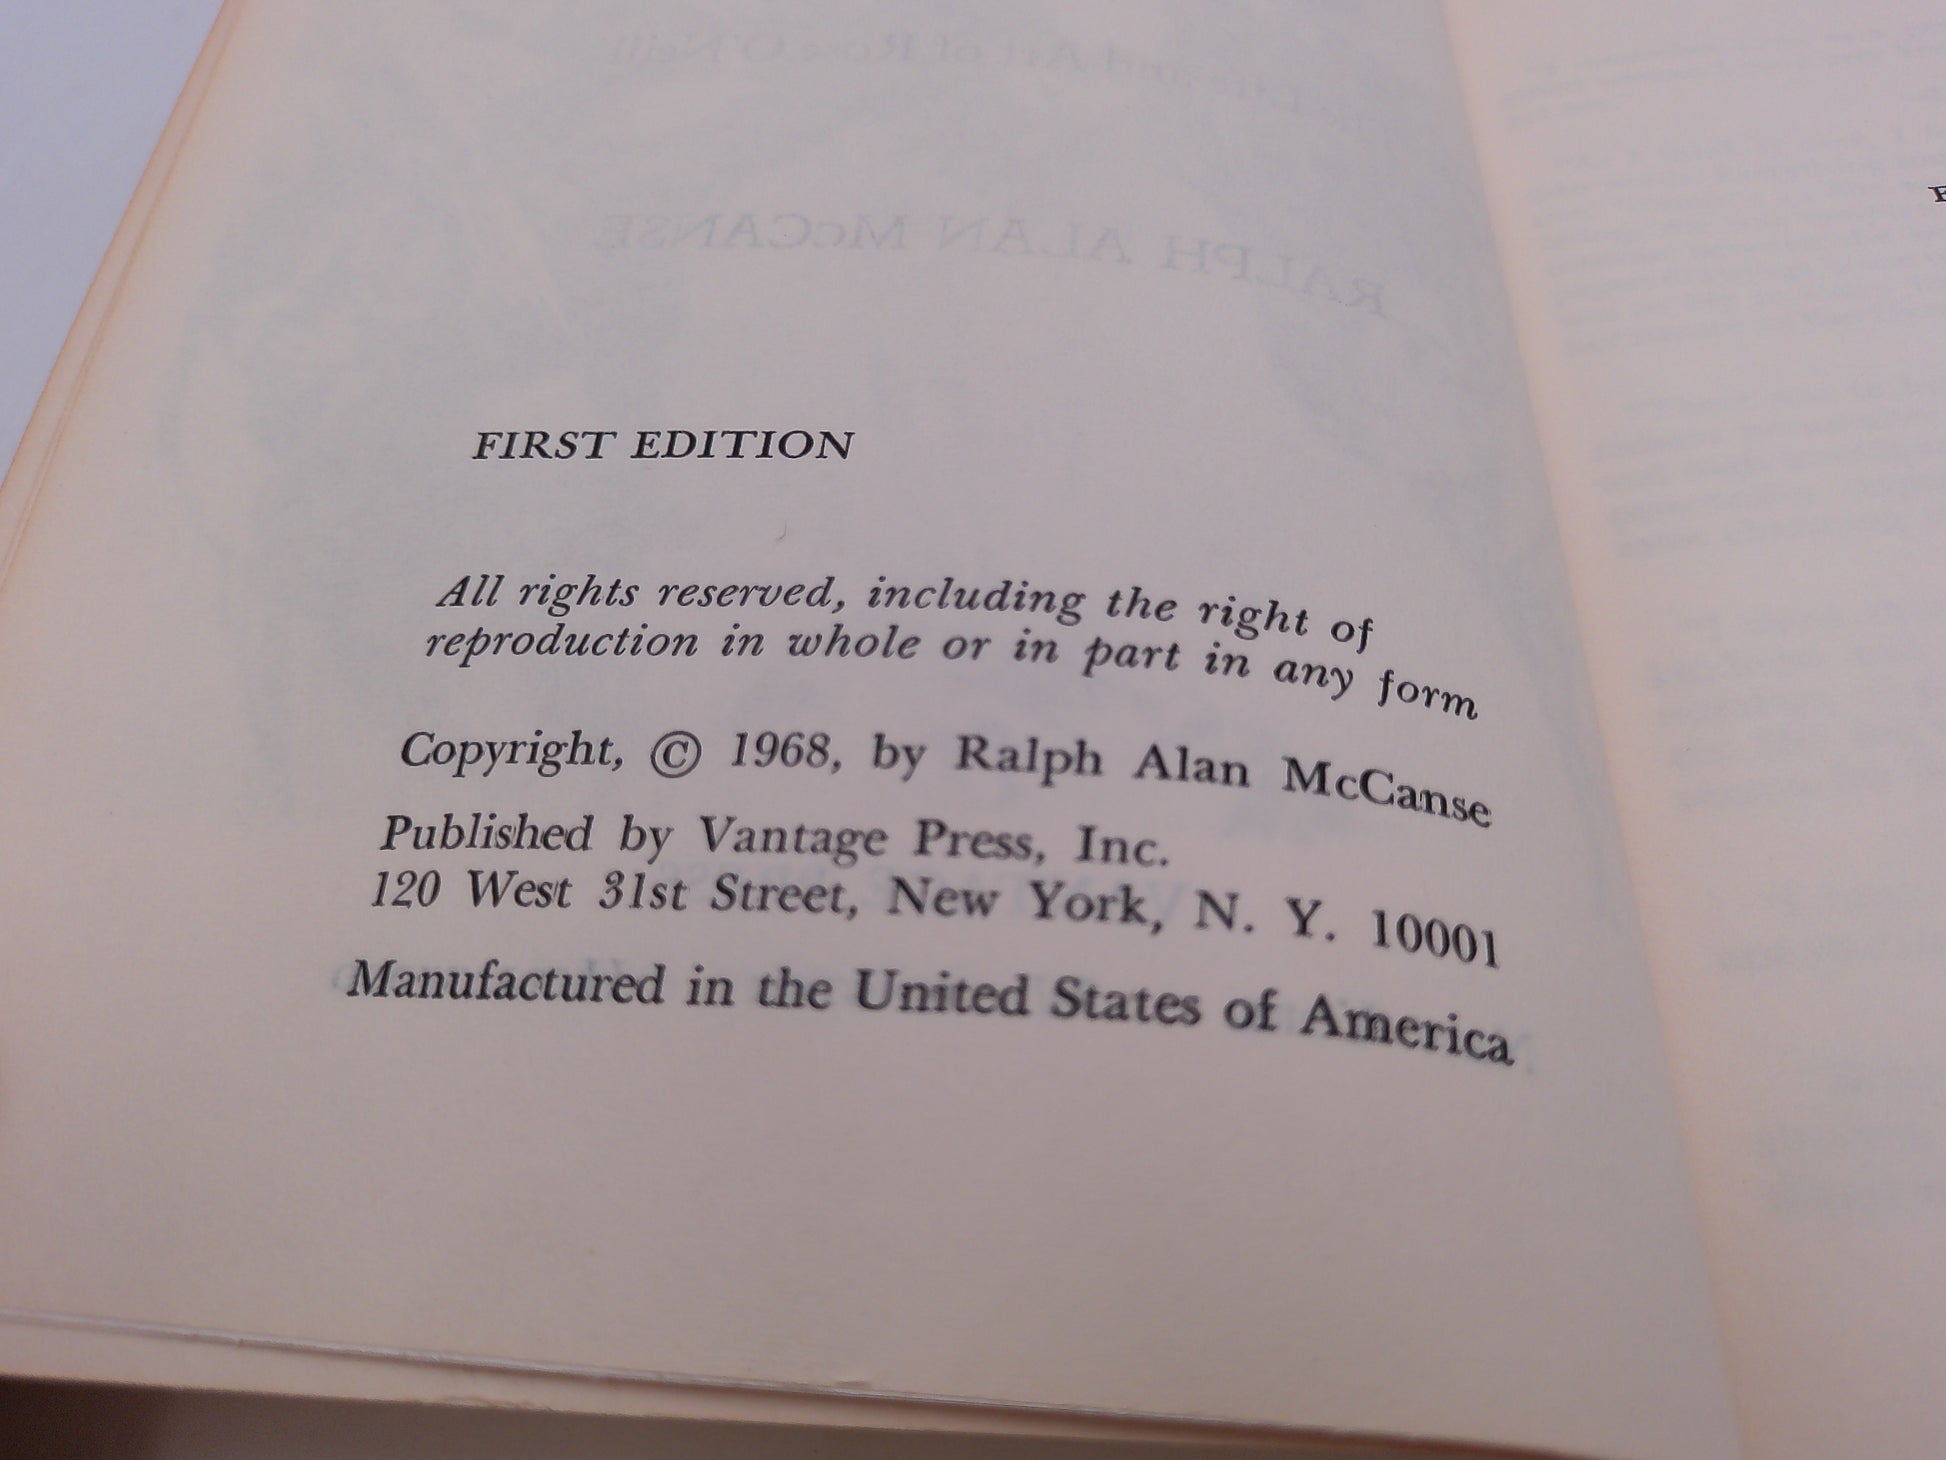 FIRST EDITION
All rights reserved, including the right of
reproduction in whole or in part in any form
Copyright, © 1968, by Ralph Alan McCanse
Published by Vantage Press, Inc.
120 West 31st Street, New York, N. Y. 10001
Manufactured in the United States of America